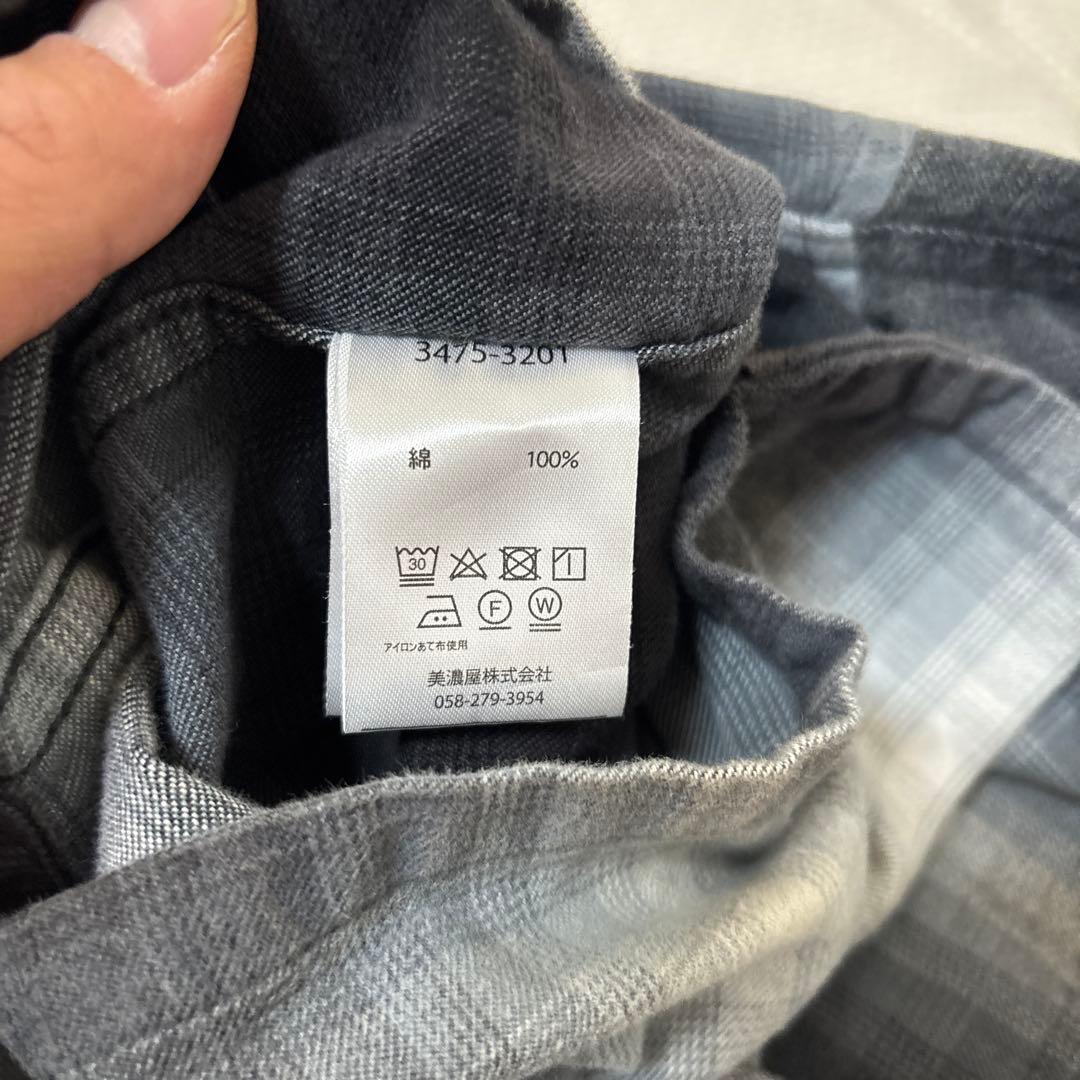 3475-3201
綿 100%
30
F W
アイロンあて布使用
美濃屋株式会社
058-279-3954